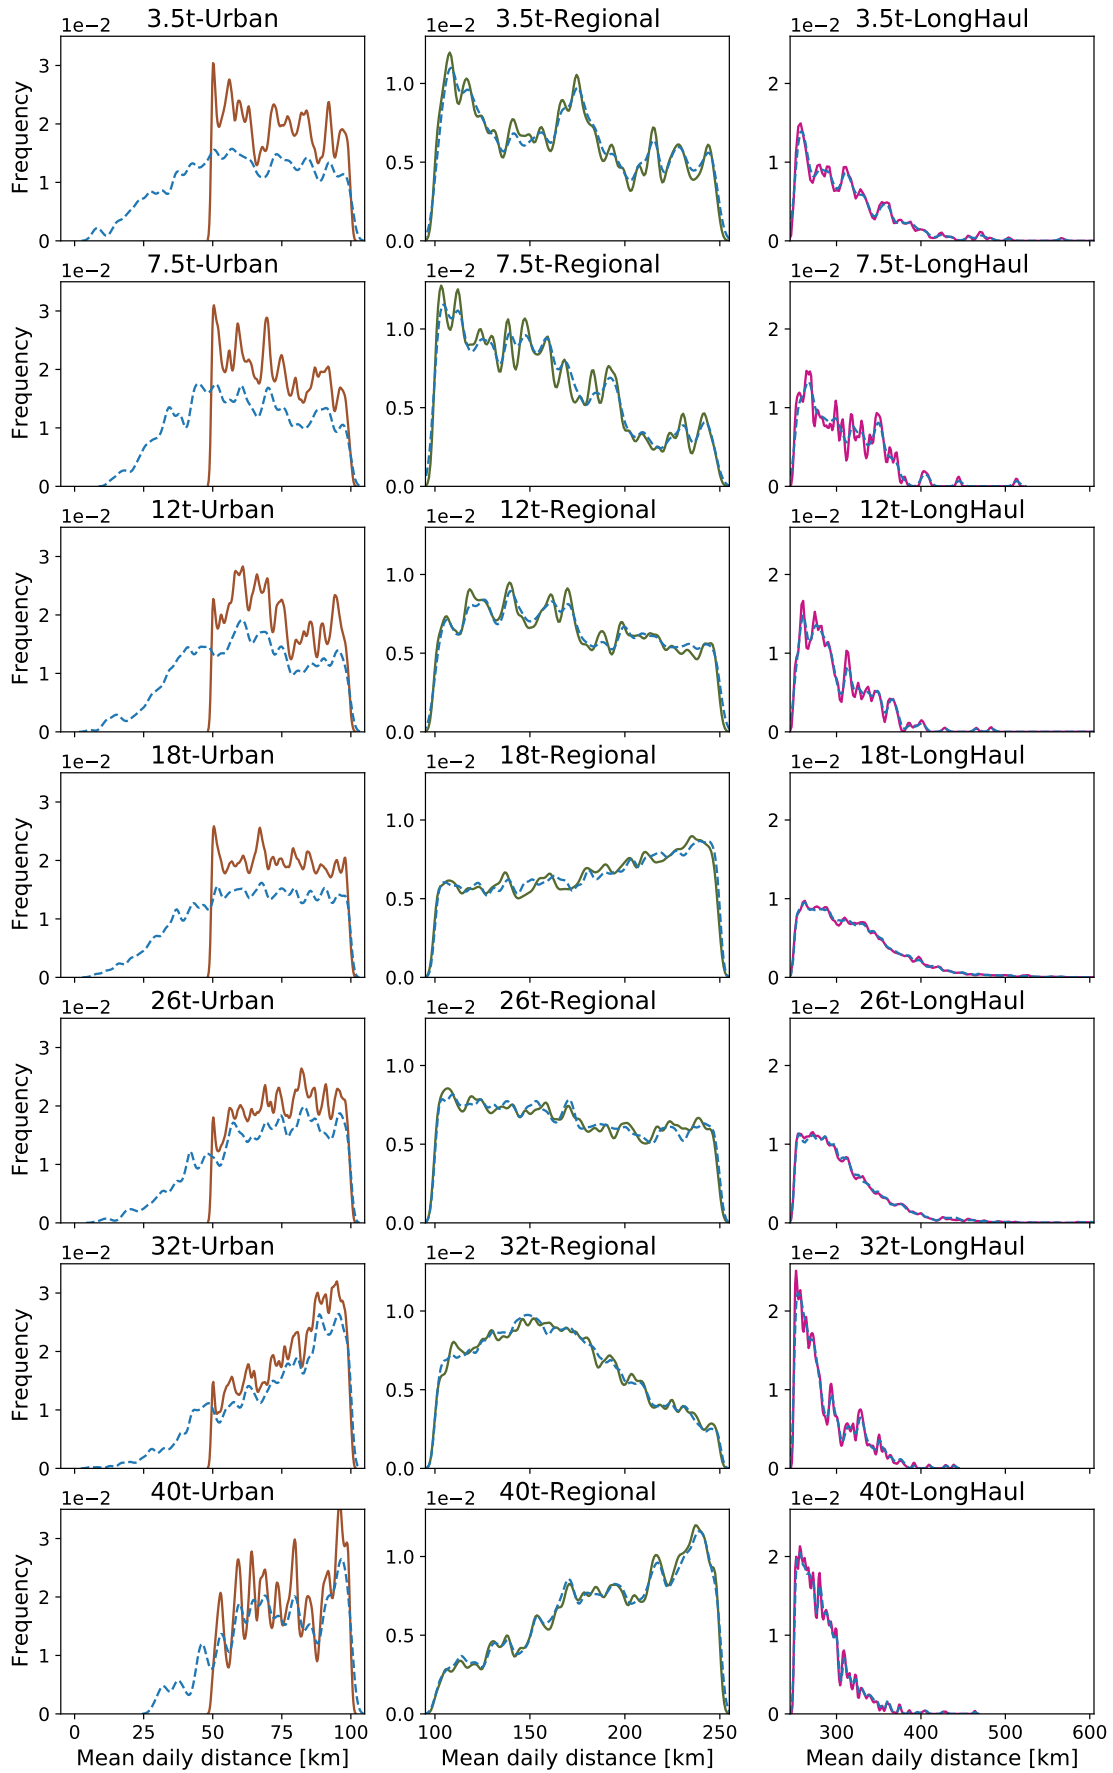 1e−2 3.5t-Urban 1e−2 3.5t-Regional 1e−2 3.5t-LongHaul
Frequency
3 2 1 0
1.0 0.5 0.0
2 1 0
1e−2 7.5t-Urban 1e−2 7.5t-Regional 1e−2 7.5t-LongHaul
Frequency
3 2 1 0
1.0 0.5 0.0
2 1 0
1e−2 12t-Urban 1e−2 12t-Regional 1e−2 12t-LongHaul
Frequency
3 2 1 0
1.0 0.5 0.0
2 1 0
1e−2 18t-Urban 1e−2 18t-Regional 1e−2 18t-LongHaul
Frequency
3 2 1 0
1.0 0.5 0.0
2 1 0
1e−2 26t-Urban 1e−2 26t-Regional 1e−2 26t-LongHaul
Frequency
3 2 1 0
1.0 0.5 0.0
2 1 0
1e−2 32t-Urban 1e−2 32t-Regional 1e−2 32t-LongHaul
Frequency
3 2 1 0
1.0 0.5 0.0
2 1 0
1e−2 40t-Urban 1e−2 40t-Regional 1e−2 40t-LongHaul
Frequency
3 2 1 0
1.0 0.5 0.0
2 1 0
0 25 50 75 100 100 150 200 250 300 400 500 600
Mean daily distance [km] Mean daily distance [km] Mean daily distance [km]